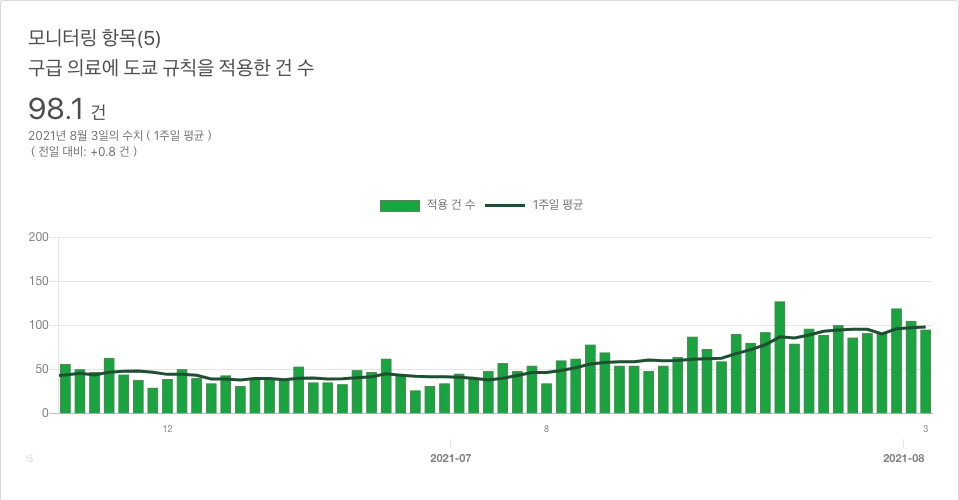 모니터링 항목(5)
구급 의료에 도쿄 규칙을 적용한 건 수
98.1 건
2021년 8월 3일의 수치 ( 1주일 평균 )
( 전일 대비: +0.8 건 )
적용 건 수 1주일 평균
200
150
100
50
0
12 8 3
2021-07 2021-08